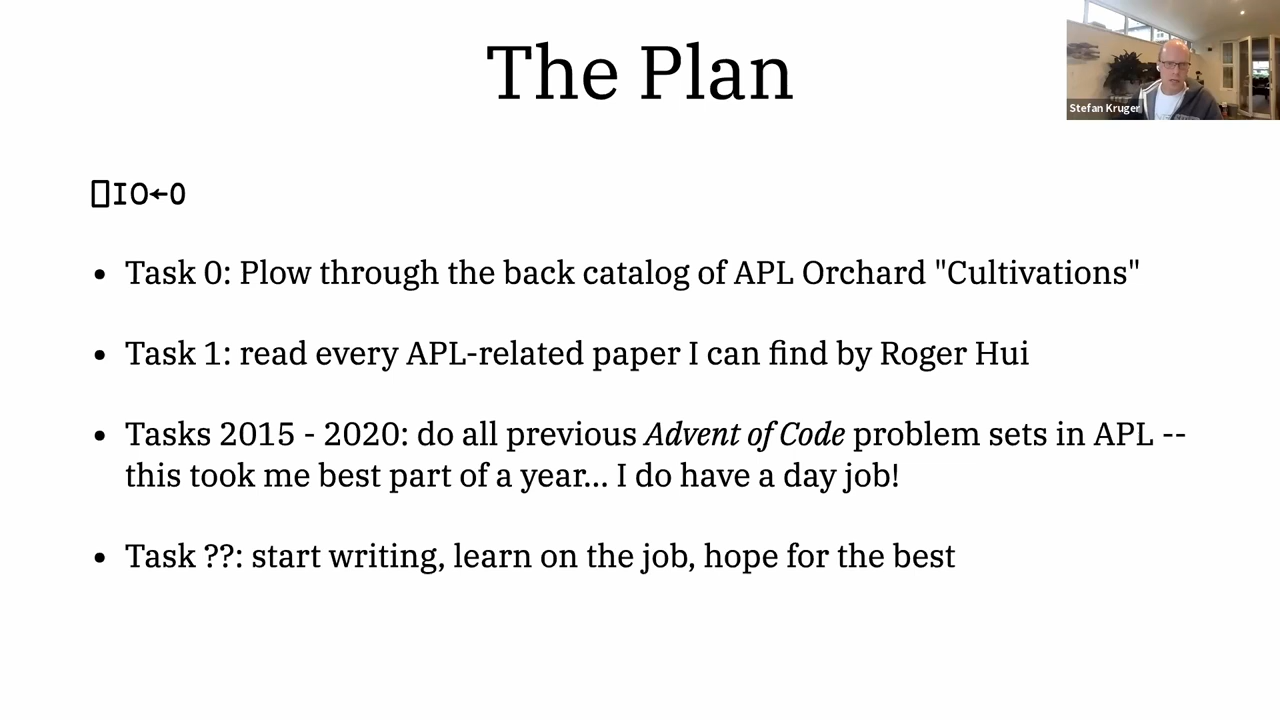 The Plan
Stefan Kruger
⎕IO←0
• Task 0: Plow through the back catalog of APL Orchard "Cultivations"
• Task 1: read every APL-related paper I can find by Roger Hui
• Tasks 2015 - 2020: do all previous Advent of Code problem sets in APL --
this took me best part of a year... I do have a day job!
• Task ??: start writing, learn on the job, hope for the best